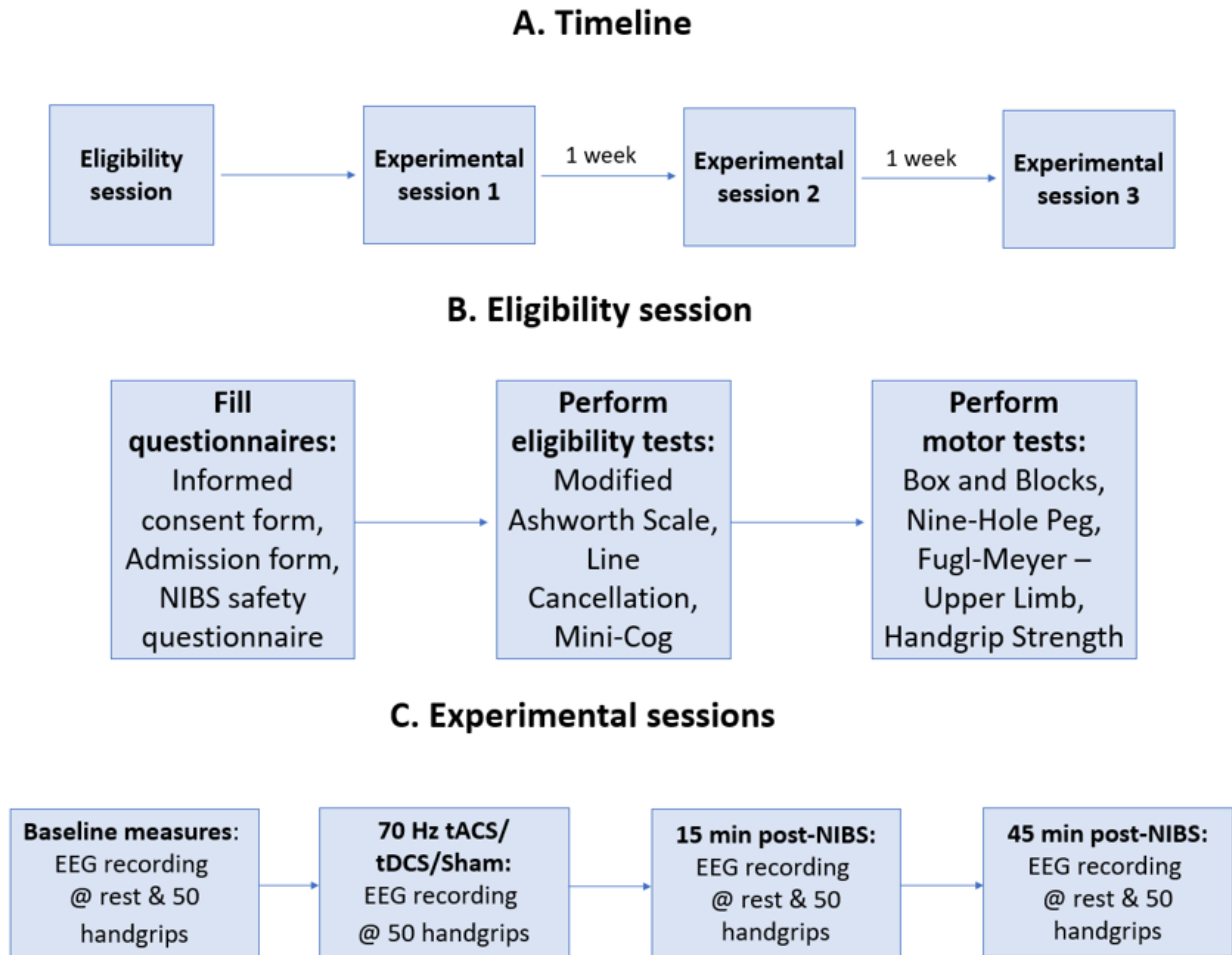 A. Timeline
Eligibility
session
Experimental
session 1
1 week
Experimental
session 2
1 week
Experimental
session 3
B. Eligibility session
Fill
questionnaires:
Informed
consent form,
Admission form,
NIBS safety
questionnaire
Perform
eligibility tests:
Modified
Ashworth Scale,
Line
Cancellation,
Mini-Cog
Perform
motor tests:
Box and Blocks,
Nine-Hole Peg,
Fugl-Meyer –
Upper Limb,
Handgrip Strength
C. Experimental sessions
Baseline measures:
EEG recording
@ rest & 50
handgrips
70 Hz tACS/
tDCS/Sham:
EEG recording
@ 50 handgrips
15 min post-NIBS:
EEG recording
@ rest & 50
handgrips
45 min post-NIBS:
EEG recording
@ rest & 50
handgrips